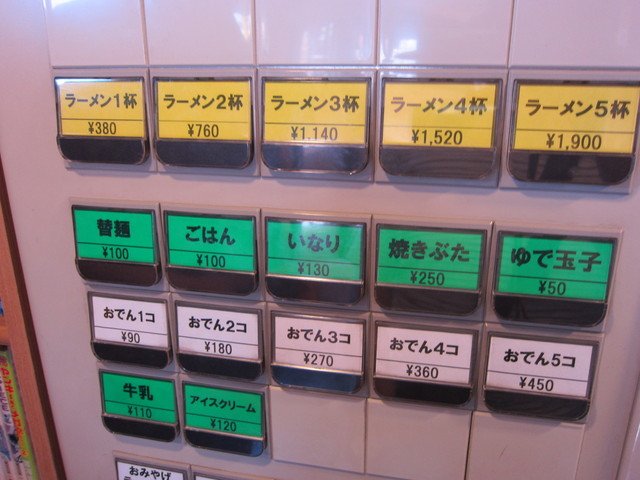 ラーメン1杯 ラーメン2杯 ラーメン3杯 ラーメン4杯 ラーメン5杯
¥380 ¥760 ¥1,140 ¥1,520 ¥1,900
替麺 ごはん いなり 焼きぶた ゆで玉子
¥100 ¥100 ¥130 ¥250 ¥50
おでん1コ おでん2コ おでん3コ おでん4コ おでん5コ
¥90 ¥180 ¥270 ¥360 ¥450
牛乳 アイスクリーム
¥110 ¥120
おみやげ